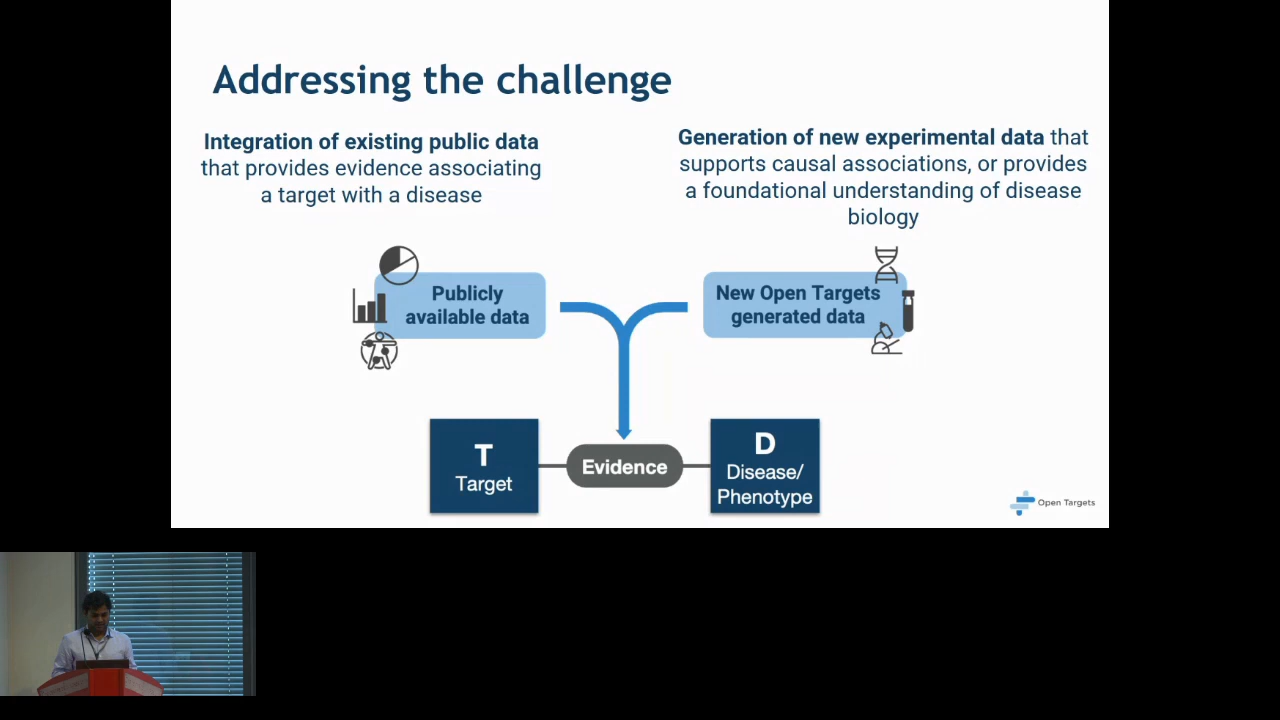 Addressing the challenge
Integration of existing public data
that provides evidence associating
a target with a disease
Generation of new experimental data that
supports causal associations, or provides
a foundational understanding of disease
biology
Publicly
available data
New Open Targets
generated data
T
Target
Evidence
D
Disease/
Phenotype
Open Targets